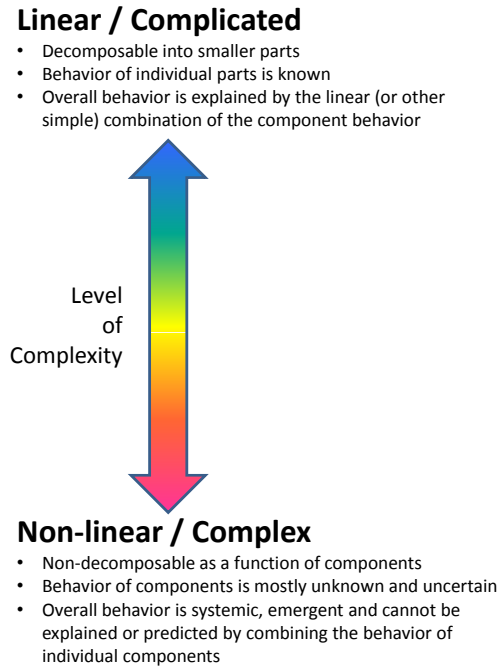 Linear / Complicated
• Decomposable into smaller parts
• Behavior of individual parts is known
• Overall behavior is explained by the linear (or other
simple) combination of the component behavior
Level
of
Complexity
Non-linear / Complex
• Non-decomposable as a function of components
• Behavior of components is mostly unknown and uncertain
• Overall behavior is systemic, emergent and cannot be
explained or predicted by combining the behavior of
individual components